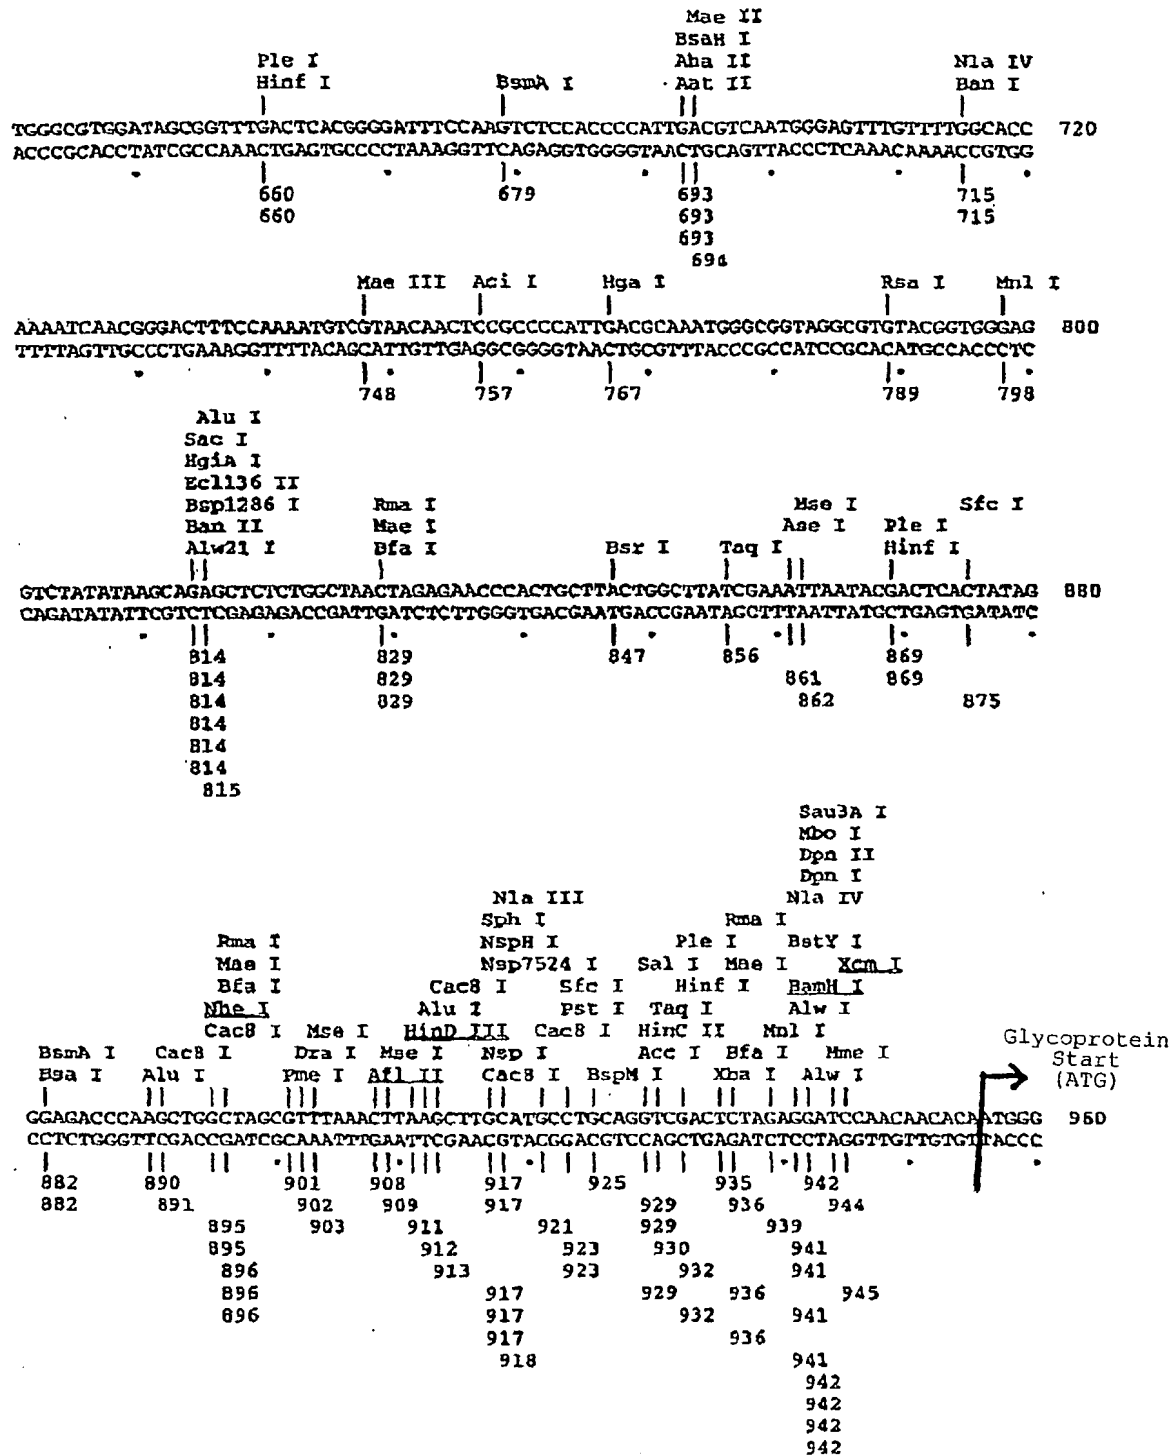 Mae II
BsaH I
Ple I Aha II Nla IV
Hinf I BsmA I Aat II Ban I
TGGGCGTGGATAGCGGTTTGACTCACGGGGATTTCCAAGTCTCCACCCCATTGACGTCAATGGGAGTTTGTTTTGGCACC 720
ACCCGCACCTATCGCCAAACTGAGTGCCCCTAAAGGTTCAGAGGTGGGGTAACTGCAGTTACCCTCAAACAAAACCGTGG
660 679 693 715
660 693 715
693
694
Mae III Aci I Hga I Rsa I Mnl I
AAAATCAACGGGACTTTCCAAAATGTCGTAACAACTCCGCCCCATTGACGCAAATGGGCGGTAGGCGTGTACGGTGGGAG 800
TTTTAGTTGCCCTGAAAGGTTTTACAGCATTGTTGAGGCGGGGTAACTGCGTTTACCCGCCATCCGCACATGCCACCCTC
748 757 767 789 798
Alu I
Sac I
HgiA I
Ecl136 II
Bsp1286 I Rma I Mse I Sfc I
Ban II Mae I Ase I Ple I
Alw21 I Bfa I Bsr I Taq I Hinf I
GTCTATATAAGCAGAGCTCTCTGGCTAACTAGAGAACCCACTGCTTACTGGCTTATCGAAATTAATACGACTCACTATAG 880
CAGATATATTCGTCTCGAGAGACCGATTGATCTCTTGGGTGACGAATGACCGAATAGCTTTAATTATGCTGAGTGATATC
814 829 847 856 869
814 829 861 869
814 829 862 875
814
814
814
815
Sau3A I
Mbo I
Dpn II
Dpn I
Nla III Nla IV
Sph I Rma I
Rma I NspH I Ple I BstY I
Mae I Nsp7524 I Sal I Mae I Xcm I
Bfa I Cac8 I Sfc I Hinf I BamH I
Nhe I Alu I Pst I Taq I Alw I
Cac8 I Mse I HinD III Cac8 I HinC II Mnl I
BsmA I Cac8 I Dra I Mse I Nsp I Acc I Bfa I Mme I
Bsa I Alu I Pme I Afl II Cac8 I BspM I Xba I Alw I
Glycoprotein
Start
(ATG)
GGAGACCCAAGCTGGCTAGCGTTTAAACTTAAGCTTGCATGCCTGCAGGTCGACTCTAGAGGATCCAACAACACAATGGG 960
CCTCTGGGTTCGACCGATCGCAAATTTGAATTCGAACGTACGGACGTCCAGCTGAGATCTCCTAGGTTGTTGTGTTACCC
882 890 901 908 917 925 935 942
882 891 902 909 917 929 936 944
895 903 911 921 929 939
895 912 923 930 941
896 913 923 932 941
896 917 929 936 945
896 917 932 941
917 936
918 941
942
942
942
942